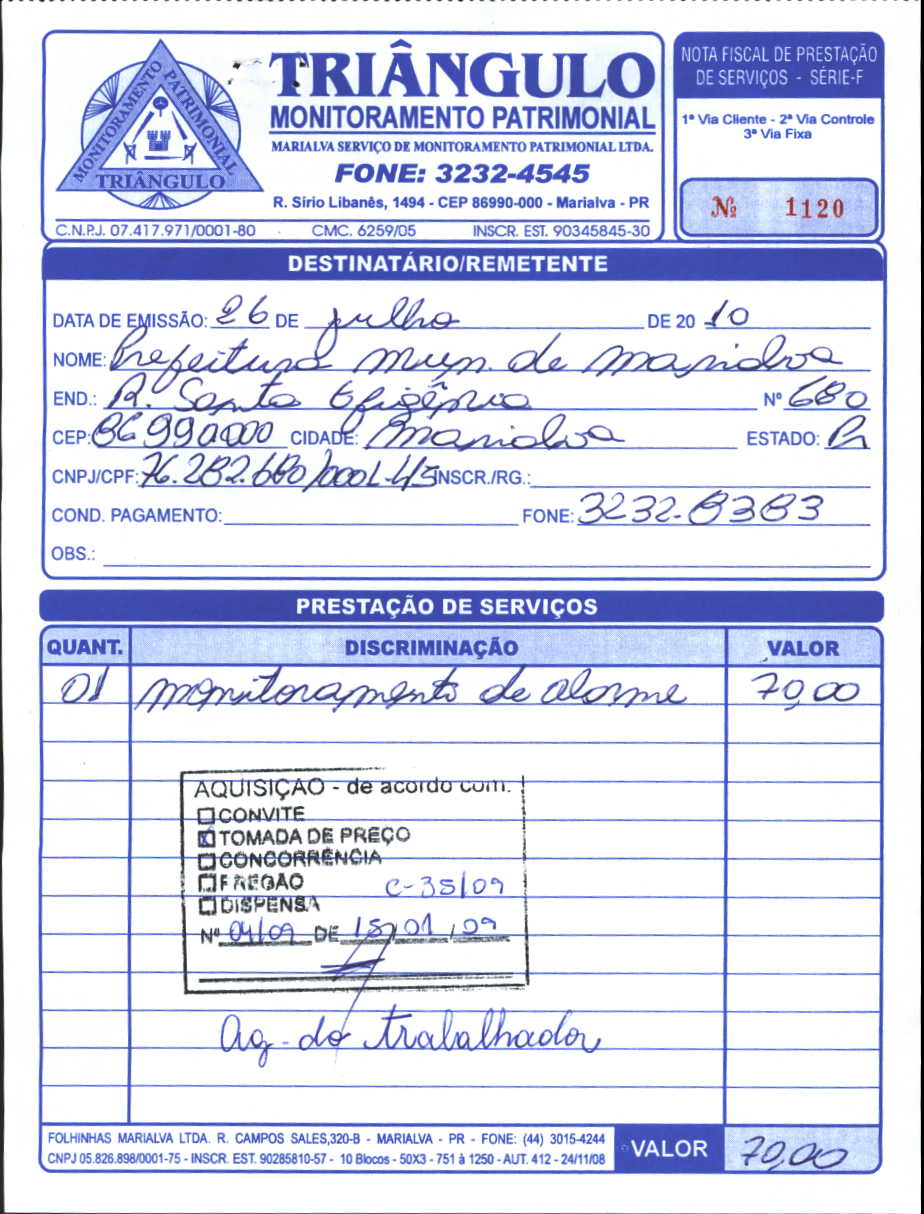 MONITORAMENTO PATRIMONIAL
TRIÂNGULO
TRIÂNGULO
MONITORAMENTO PATRIMONIAL
MARIALVA SERVIÇO DE MONITORAMENTO PATRIMONIAL LTDA.
FONE: 3232-4545
R. Sírio Libanês, 1494 - CEP 86990-000 - Marialva - PR
C.N.P.J. 07.417.971/0001-80 CMC. 6259/05 INSCR. EST. 90345845-30
NOTA FISCAL DE PRESTAÇÃO
DE SERVIÇOS - SÉRIE-F
1ª Via Cliente - 2ª Via Controle
3ª Via Fixa
Nº 1120
DESTINATÁRIO/REMETENTE
DATA DE EMISSÃO: 26 DE julho DE 20 10
NOME: Prefeitura Mun. de Marialva
END.: R. Santa Efigênia Nº 680
CEP: 86990000 CIDADE: Marialva ESTADO: Pr
CNPJ/CPF: 76.282.680/0001-45 INSCR./RG.:
COND. PAGAMENTO: FONE: 3232-8383
OBS.:
PRESTAÇÃO DE SERVIÇOS
QUANT. DISCRIMINAÇÃO VALOR
01 monitoramento de alarme 70,00
AQUISIÇÃO - de acordo com:
CONVITE
TOMADA DE PREÇO
CONCORRÊNCIA
PREGÃO C-35/09
DISPENSA
Nº 04/09 DE 15/01/09
Ag. do trabalhador
FOLHINHAS MARIALVA LTDA. R. CAMPOS SALES,320-B - MARIALVA - PR - FONE: (44) 3015-4244
CNPJ 05.826.898/0001-75 - INSCR. EST. 90285810-57 - 10 Blocos - 50X3 - 751 à 1250 - AUT. 412 - 24/11/08
VALOR 70,00